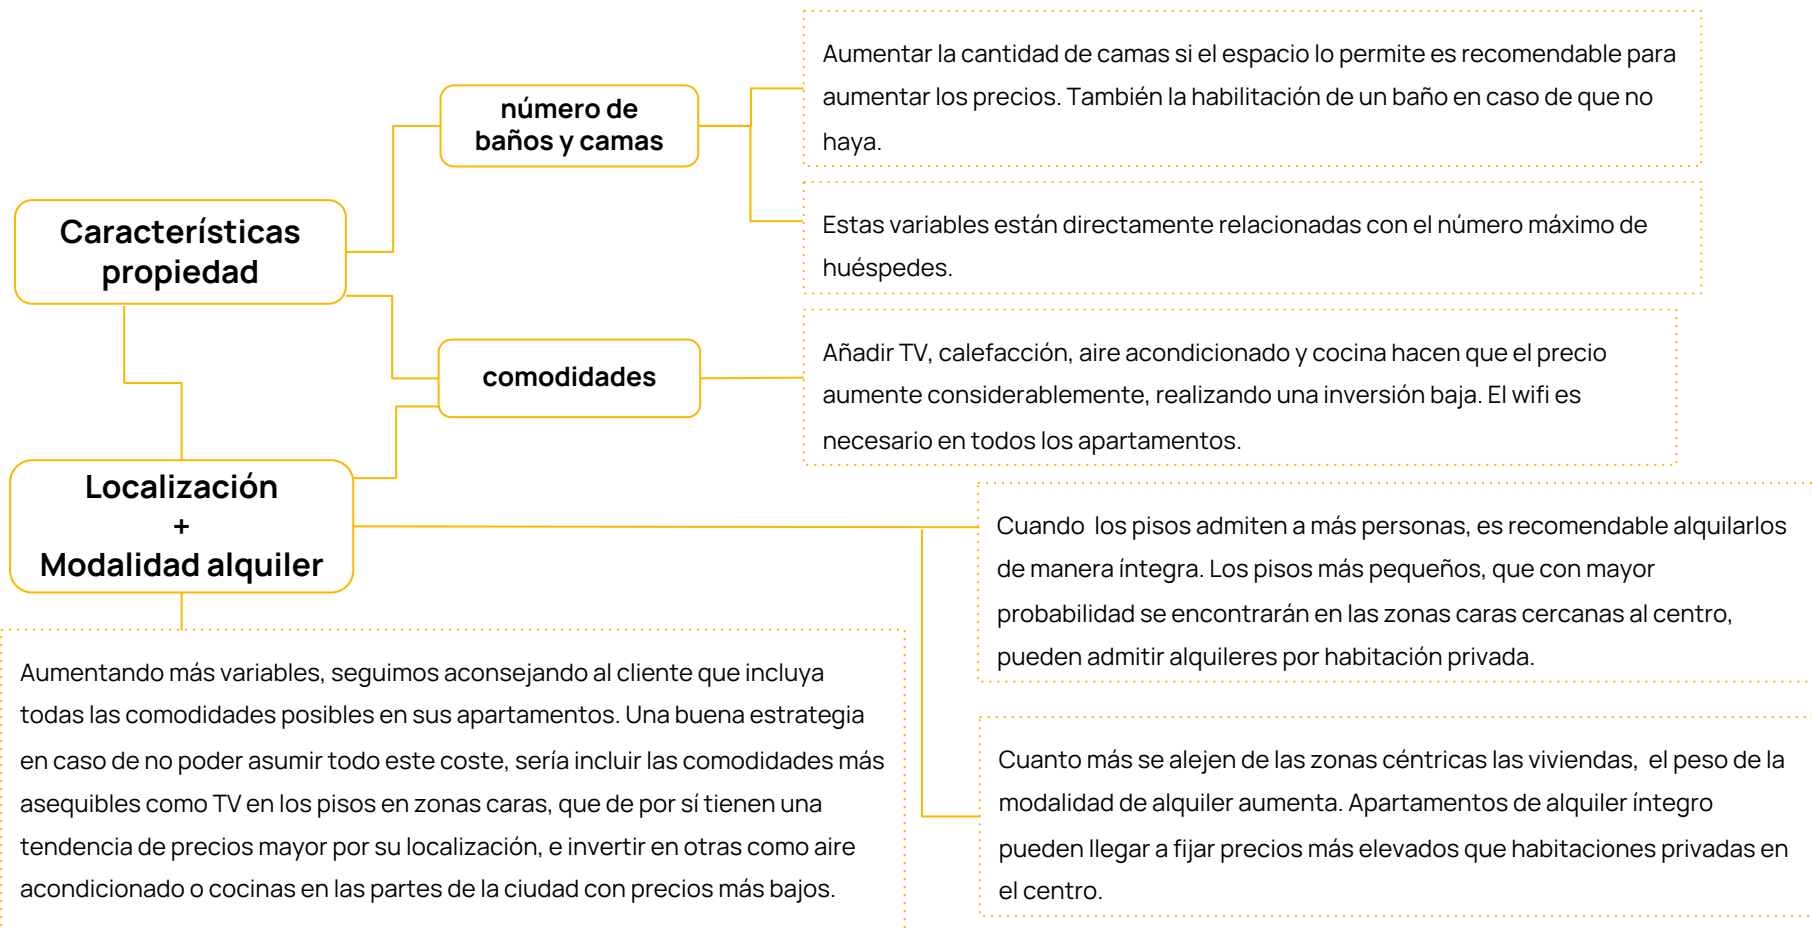 Aumentar la cantidad de camas si el espacio lo permite es recomendable para
aumentar los precios. También la habilitación de un baño en caso de que no
haya.
número de
baños y camas
Estas variables están directamente relacionadas con el número máximo de
huéspedes.
Características
propiedad
Añadir TV, calefacción, aire acondicionado y cocina hacen que el precio
aumente considerablemente, realizando una inversión baja. El wifi es
necesario en todos los apartamentos.
comodidades
Localización
+
Modalidad alquiler
Cuando los pisos admiten a más personas, es recomendable alquilarlos
de manera íntegra. Los pisos más pequeños, que con mayor
probabilidad se encontrarán en las zonas caras cercanas al centro,
pueden admitir alquileres por habitación privada.
Aumentando más variables, seguimos aconsejando al cliente que incluya
todas las comodidades posibles en sus apartamentos. Una buena estrategia
en caso de no poder asumir todo este coste, sería incluir las comodidades más
asequibles como TV en los pisos en zonas caras, que de por sí tienen una
tendencia de precios mayor por su localización, e invertir en otras como aire
acondicionado o cocinas en las partes de la ciudad con precios más bajos.
Cuanto más se alejen de las zonas céntricas las viviendas, el peso de la
modalidad de alquiler aumenta. Apartamentos de alquiler íntegro
pueden llegar a fijar precios más elevados que habitaciones privadas en
el centro.